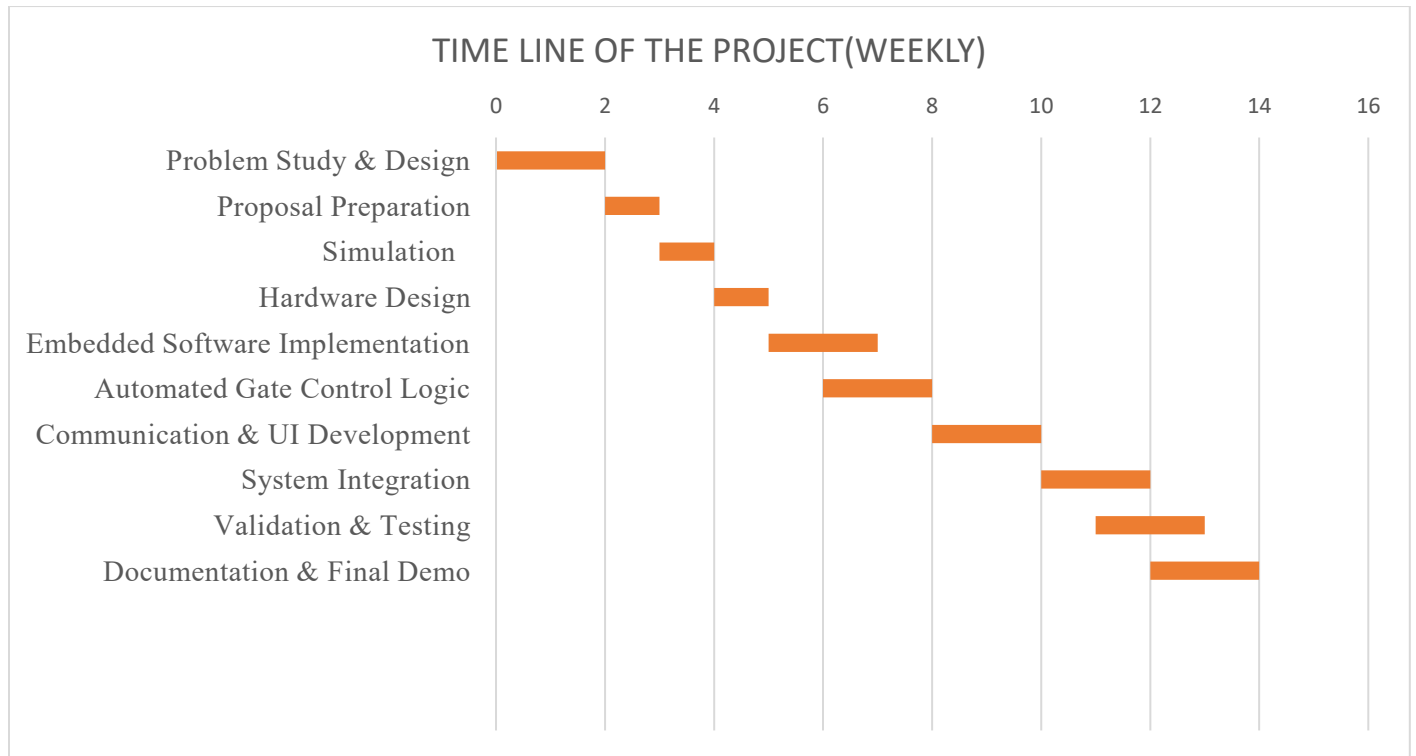 TIME LINE OF THE PROJECT(WEEKLY)
0 2 4 6 8 10 12 14 16
Problem Study & Design
Proposal Preparation
Simulation
Hardware Design
Embedded Software Implementation
Automated Gate Control Logic
Communication & UI Development
System Integration
Validation & Testing
Documentation & Final Demo